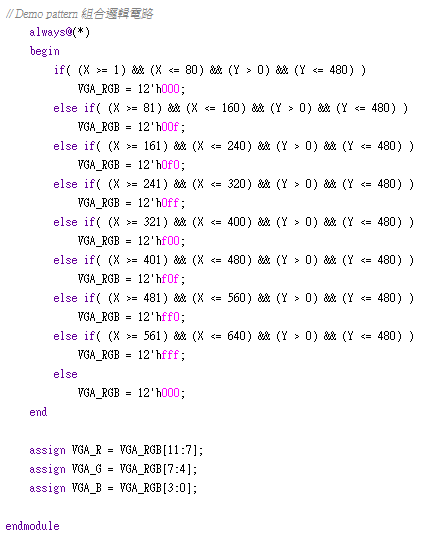 // Demo pattern 組合邏輯電路
always@(*)
begin
if( (X >= 1) && (X <= 80) && (Y > 0) && (Y <= 480) )
VGA_RGB = 12'h000;
else if( (X >= 81) && (X <= 160) && (Y > 0) && (Y <= 480) )
VGA_RGB = 12'h00f;
else if( (X >= 161) && (X <= 240) && (Y > 0) && (Y <= 480) )
VGA_RGB = 12'h0f0;
else if( (X >= 241) && (X <= 320) && (Y > 0) && (Y <= 480) )
VGA_RGB = 12'h0ff;
else if( (X >= 321) && (X <= 400) && (Y > 0) && (Y <= 480) )
VGA_RGB = 12'hf00;
else if( (X >= 401) && (X <= 480) && (Y > 0) && (Y <= 480) )
VGA_RGB = 12'hf0f;
else if( (X >= 481) && (X <= 560) && (Y > 0) && (Y <= 480) )
VGA_RGB = 12'hff0;
else if( (X >= 561) && (X <= 640) && (Y > 0) && (Y <= 480) )
VGA_RGB = 12'hfff;
else
VGA_RGB = 12'h000;
end
assign VGA_R = VGA_RGB[11:7];
assign VGA_G = VGA_RGB[7:4];
assign VGA_B = VGA_RGB[3:0];
endmodule